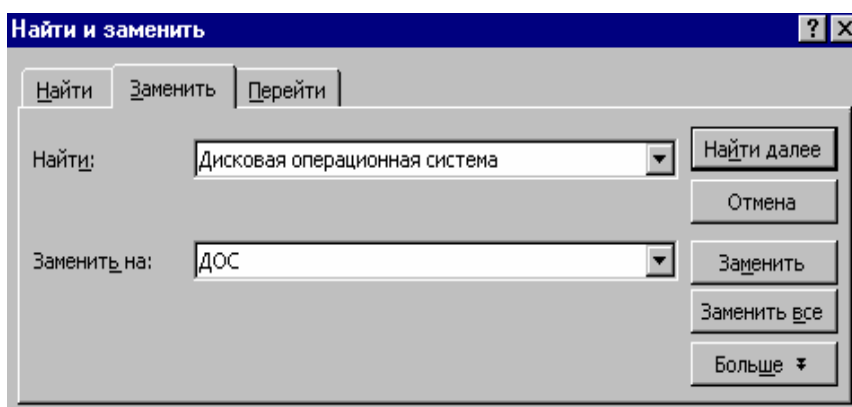 Найти и заменить
Найти Заменить Перейти
Найти: Дисковая операционная система Найти далее
Отмена
Заменить на: ДОС Заменить
Заменить все
Больше